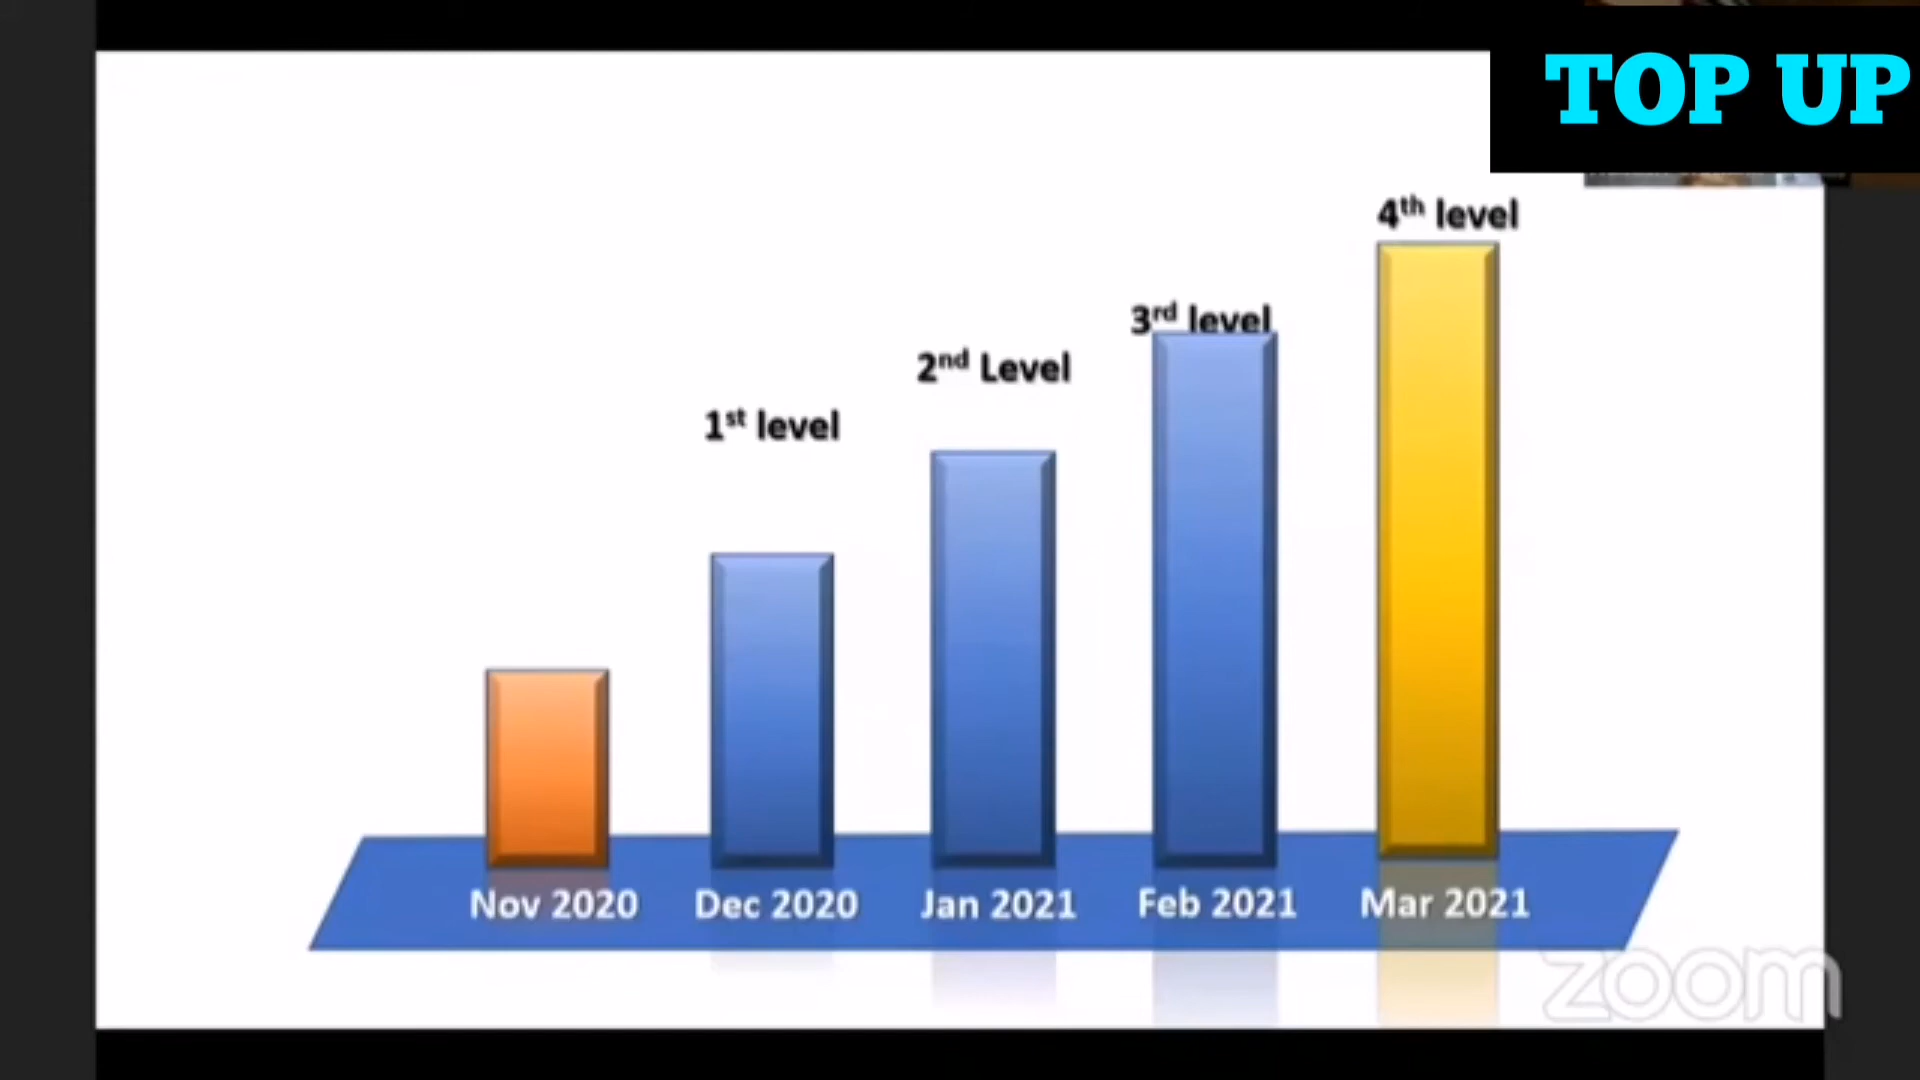 TOP UP
4th level
3rd level
2nd Level
1st level
Nov 2020 Dec 2020 Jan 2021 Feb 2021 Mar 2021
zoom